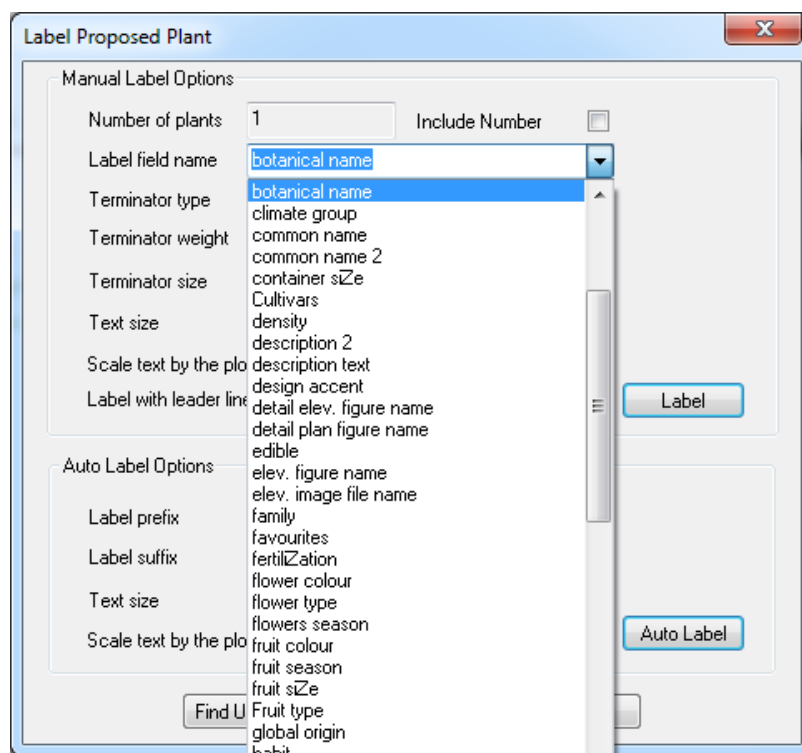 Label Proposed Plant
Manual Label Options
Number of plants 1 Include Number
Label field name botanical name
Terminator type
Terminator weight
Terminator size
Text size
Scale text by the plo
Label with leader line
Label
botanical name
climate group
common name
common name 2
container siZe
Cultivars
density
description 2
description text
design accent
detail elev. figure name
detail plan figure name
edible
elev. figure name
elev. image file name
family
favourites
fertiliZation
flower colour
flower type
flowers season
fruit colour
fruit season
fruit siZe
Fruit type
global origin
habit
Auto Label Options
Label prefix
Label suffix
Text size
Scale text by the plo
Auto Label
Find U